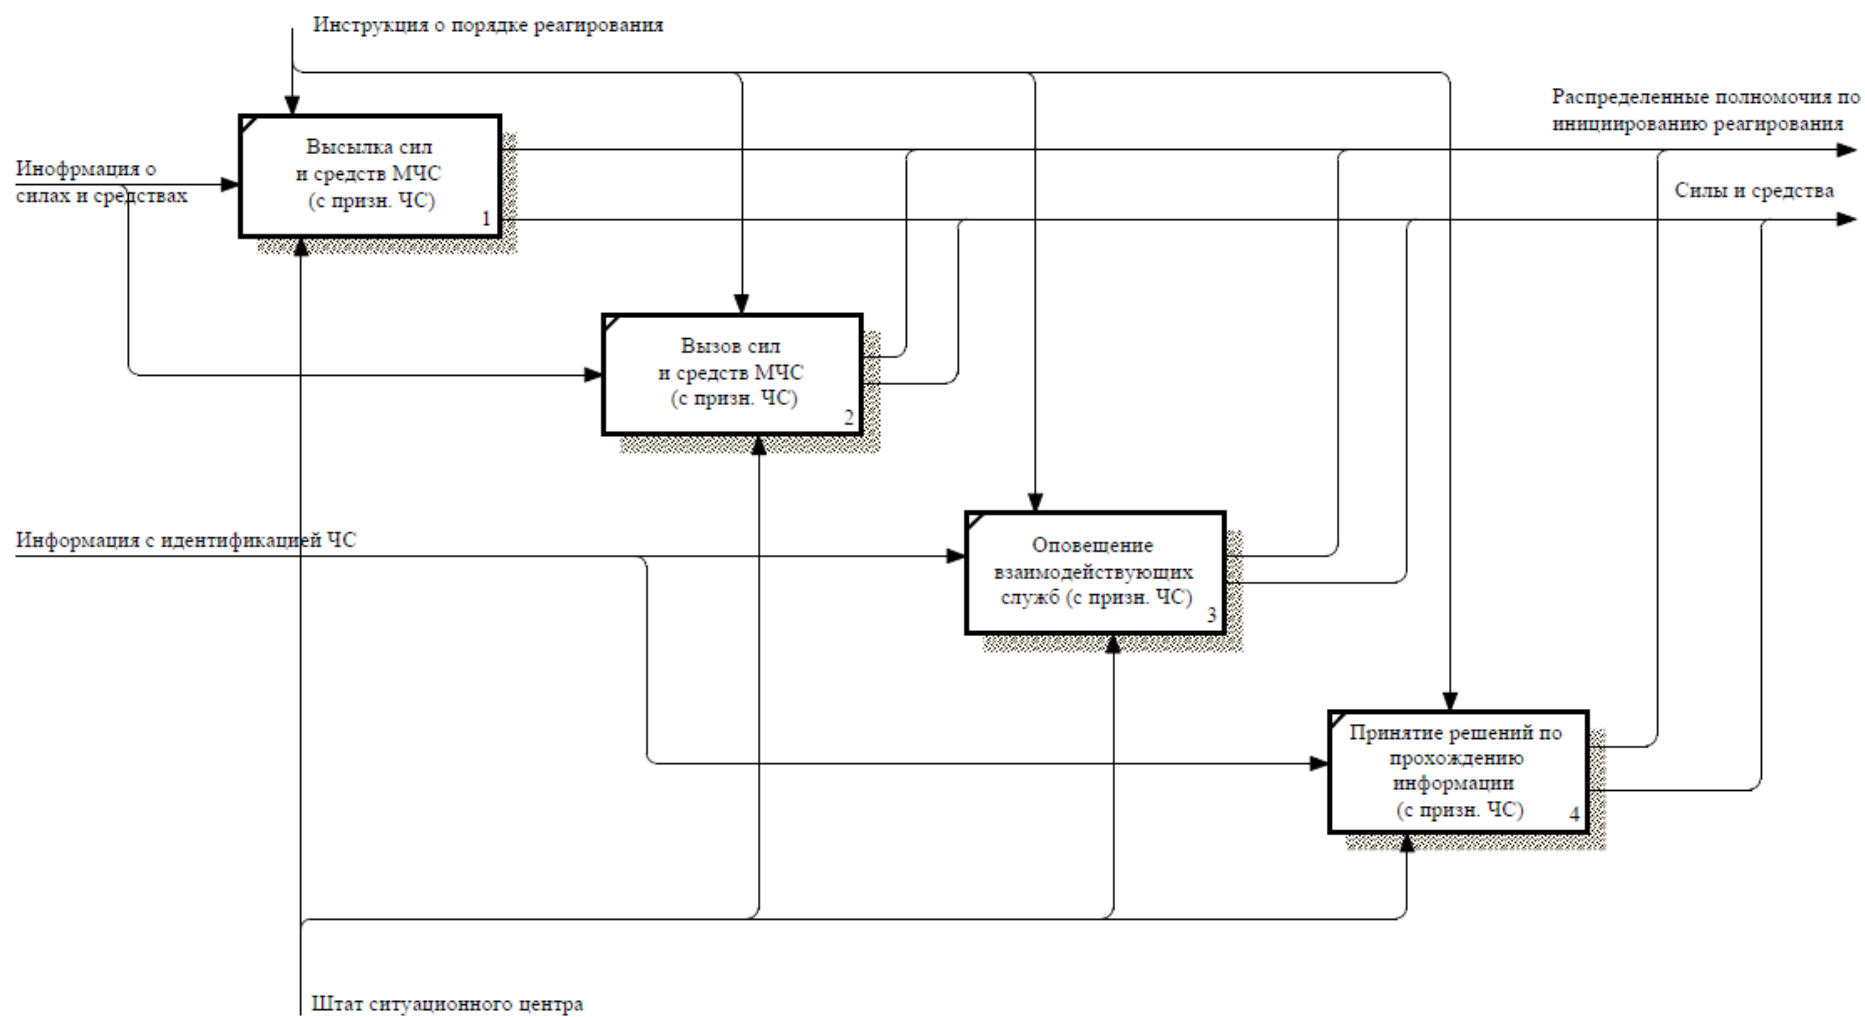 Инструкция о порядке реагирования
Распределенные полномочия по
инициированию реагирования
Высылка сил
и средств МЧС
(с призн. ЧС)
1
Инофрмация о
силах и средствах
Силы и средства
Вызов сил
и средств МЧС
(с призн. ЧС)
2
Информация с идентификацией ЧС
Оповещение
взаимодействующих
служб (с призн. ЧС)
3
Принятие решений по
прохождению
информации
(с призн. ЧС)
4
Штат ситуационного центра